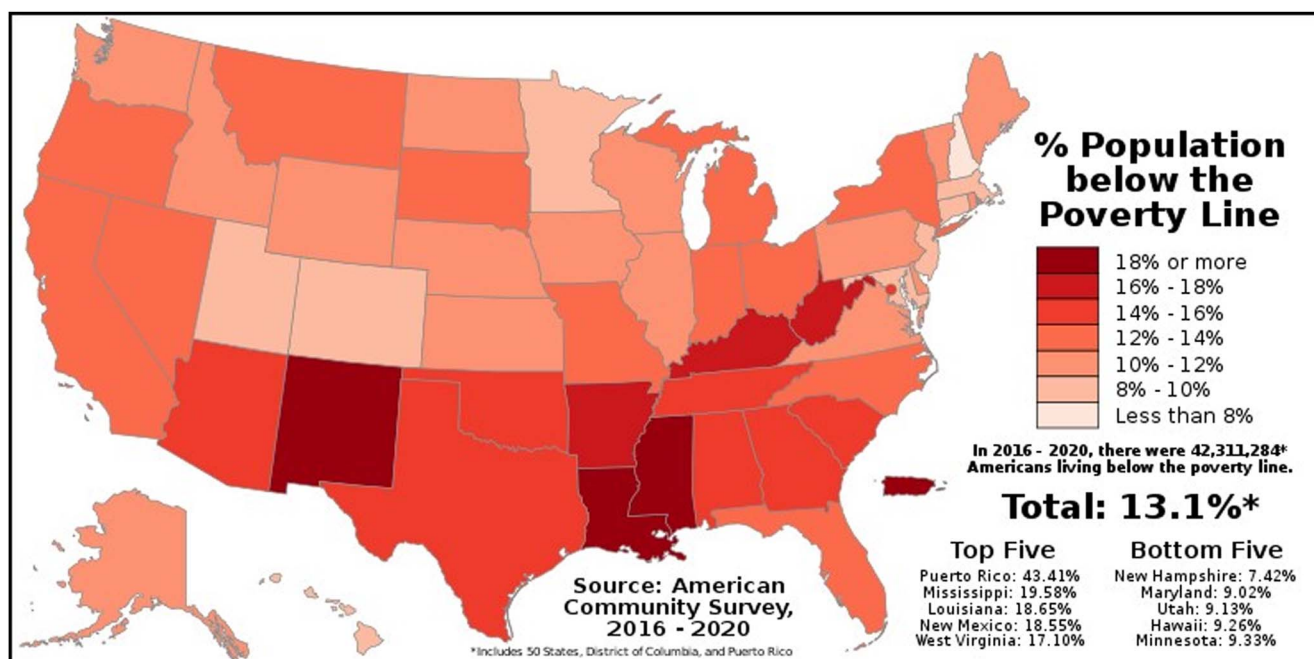 % Population
below the
Poverty Line
18% or more
16% - 18%
14% - 16%
12% - 14%
10% - 12%
8% - 10%
Less than 8%
In 2016 - 2020, there were 42,311,284*
Americans living below the poverty line.
Total: 13.1%*
Top Five
Puerto Rico: 43.41%
Mississippi: 19.58%
Louisiana: 18.65%
New Mexico: 18.55%
West Virginia: 17.10%
Bottom Five
New Hampshire: 7.42%
Maryland: 9.02%
Utah: 9.13%
Hawaii: 9.26%
Minnesota: 9.33%
Source: American
Community Survey,
2016 - 2020
*Includes 50 States, District of Columbia, and Puerto Rico